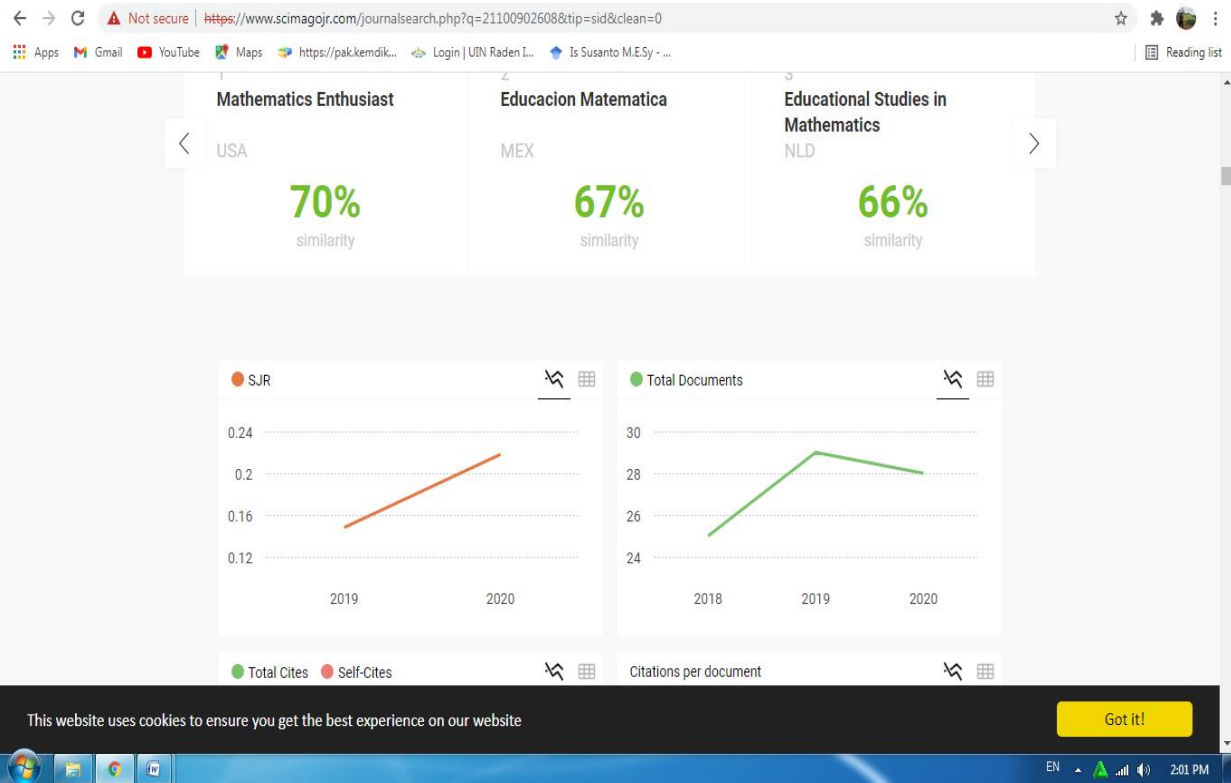 Not secure | https://www.scimagojr.com/journalsearch.php?q=21100902608&tip=sid&clean=0
Apps Gmail YouTube Maps https://pak.kemdik... Login | UIN Raden I... Is Susanto M.E.Sy - ... Reading list
1 2 3
Mathematics Enthusiast
USA
70%
similarity
Educacion Matematica
MEX
67%
similarity
Educational Studies in
Mathematics
NLD
66%
similarity
SJR
0.24
0.2
0.16
0.12
2019 2020
Total Documents
30
28
26
24
2018 2019 2020
Total Cites Self-Cites
Citations per document
This website uses cookies to ensure you get the best experience on our website
Got it!
EN 2:01 PM